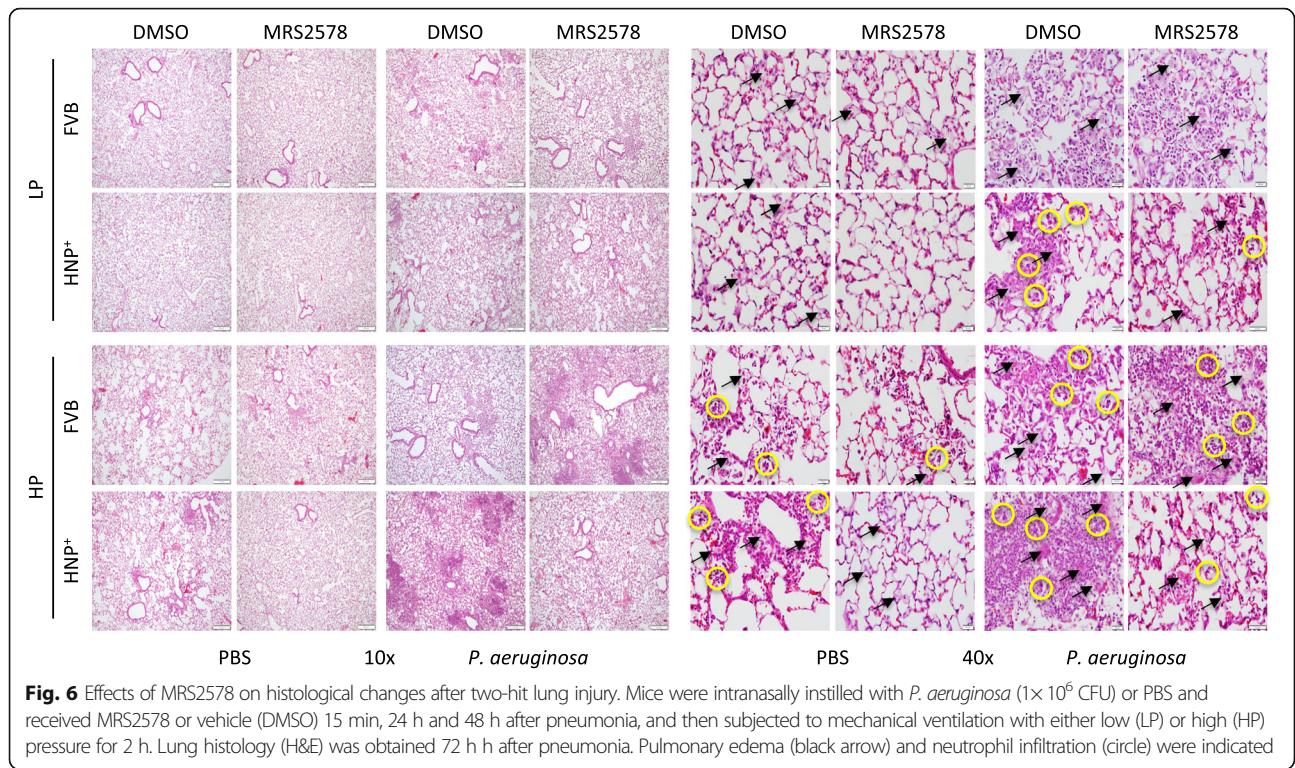 DMSO MRS2578 DMSO MRS2578 DMSO MRS2578 DMSO MRS2578
LP
FVB
HNP⁺
HP
FVB
HNP⁺
PBS 10x P. aeruginosa PBS 40x P. aeruginosa
Fig. 6 Effects of MRS2578 on histological changes after two-hit lung injury. Mice were intranasally instilled with P. aeruginosa (1× 10⁶ CFU) or PBS and
received MRS2578 or vehicle (DMSO) 15 min, 24 h and 48 h after pneumonia, and then subjected to mechanical ventilation with either low (LP) or high (HP)
pressure for 2 h. Lung histology (H&E) was obtained 72 h h after pneumonia. Pulmonary edema (black arrow) and neutrophil infiltration (circle) were indicated